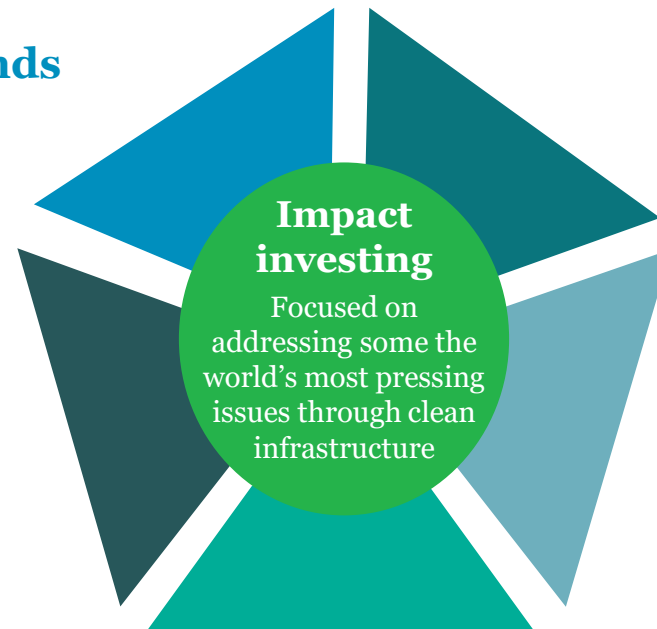 nds
Impact
investing
Focused on
addressing some the
world's most pressing
issues through clean
infrastructure